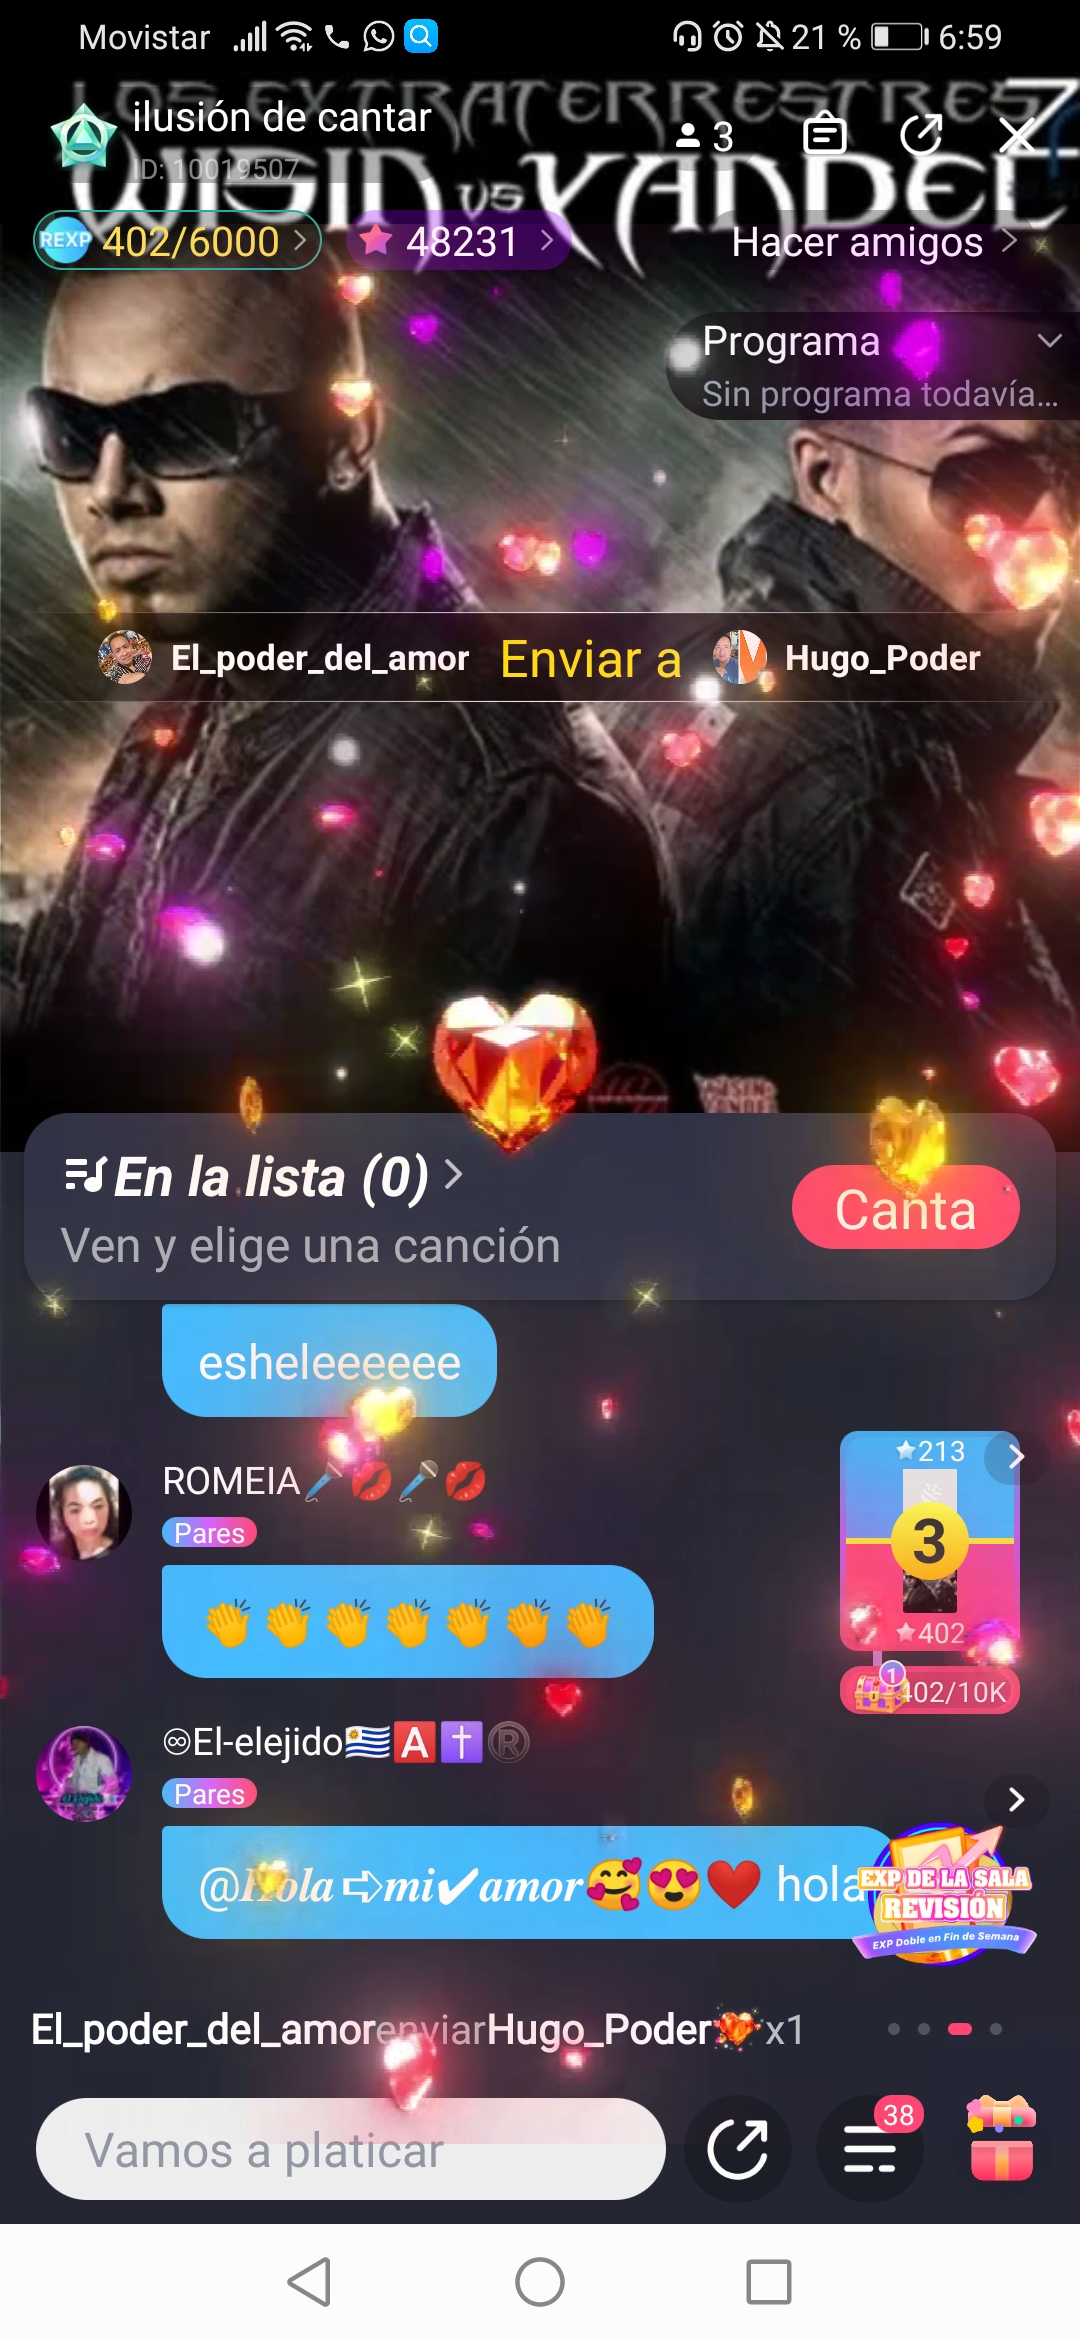 Movistar 21 % 6:59
LOS EXTRATERRESTRES
ilusión de cantar 3
ID: 10019507
WISIN VS YANDEL
REXP 402/6000 48231 Hacer amigos
Programa
Sin programa todavía...
El_poder_del_amor Enviar a Hugo_Poder
En la lista (0)
Ven y elige una canción
Canta
esheleeeeee
ROMEIA🎤💋🎤💋
Pares
👏👏👏👏👏👏👏
213
3
402
1
402/10K
♾El-elejido🇺🇾🅰✝®
Pares
@Hola➪mi✔amor🥰😍❤ hola
EXP DE LA SALA
REVISIÓN
EXP Doble en Fin de Semana
El_poder_del_amorenviarHugo_Poder x1
Vamos a platicar
38